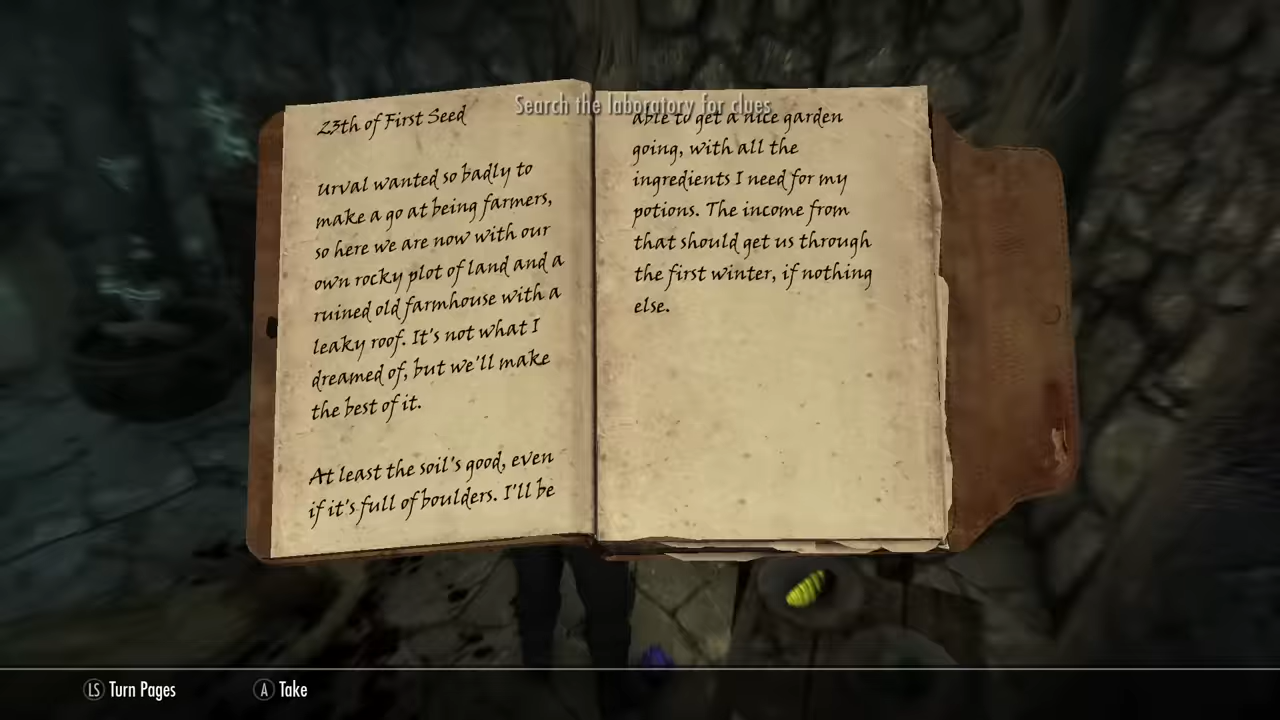 Search the laboratory for clues
23th of First Seed
Urval wanted so badly to
make a go at being farmers,
so here we are now with our
own rocky plot of land and a
ruined old farmhouse with a
leaky roof. It's not what I
dreamed of, but we'll make
the best of it.
At least the soil's good, even
if it's full of boulders. I'll be
able to get a nice garden
going, with all the
ingredients I need for my
potions. The income from
that should get us through
the first winter, if nothing
else.
LS Turn Pages
A Take